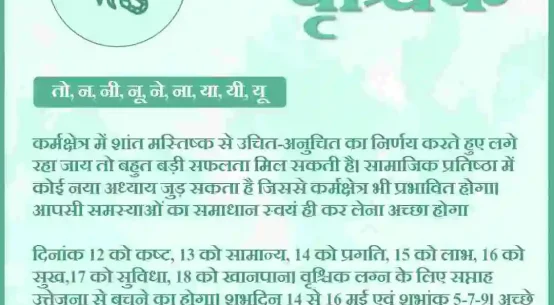 वृश्चिक
तो, न, नी, नू, ने, ना, या, यी, यू
कर्मक्षेत्र में शांत मस्तिष्क से उचित-अनुचित का निर्णय करते हुए लगे
रहा जाय तो बहुत बड़ी सफलता मिल सकती है। सामाजिक प्रतिष्ठा में
कोई नया अध्याय जुड़ सकता है जिससे कर्मक्षेत्र भी प्रभावित होगा।
आपसी समस्याओं का समाधान स्वयं ही कर लेना अच्छा होगा
दिनांक 12 को कष्ट, 13 को सामान्य, 14 को प्रगति, 15 को लाभ, 16 को
सुख,17 को सुविधा, 18 को खानपान। वृश्चिक लग्न के लिए सप्ताह
उत्तेजना से बचने का होगा। शुभदिन 14 से 16 मई एवं शुभांक 5-7-9। अच्छे